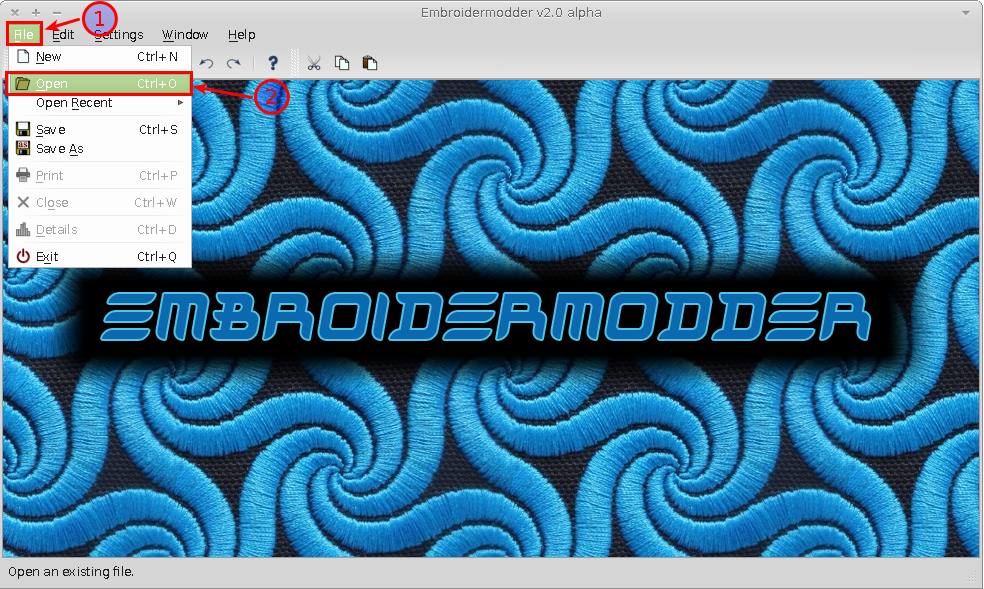 Embroidermodder v2.0 alpha
1
File Edit Settings Window Help
New Ctrl+N
Open Ctrl+O
2
Open Recent
Save Ctrl+S
Save As
Print Ctrl+P
Close Ctrl+W
Details Ctrl+D
Exit Ctrl+Q
EMBROIDERMODDER
Open an existing file.